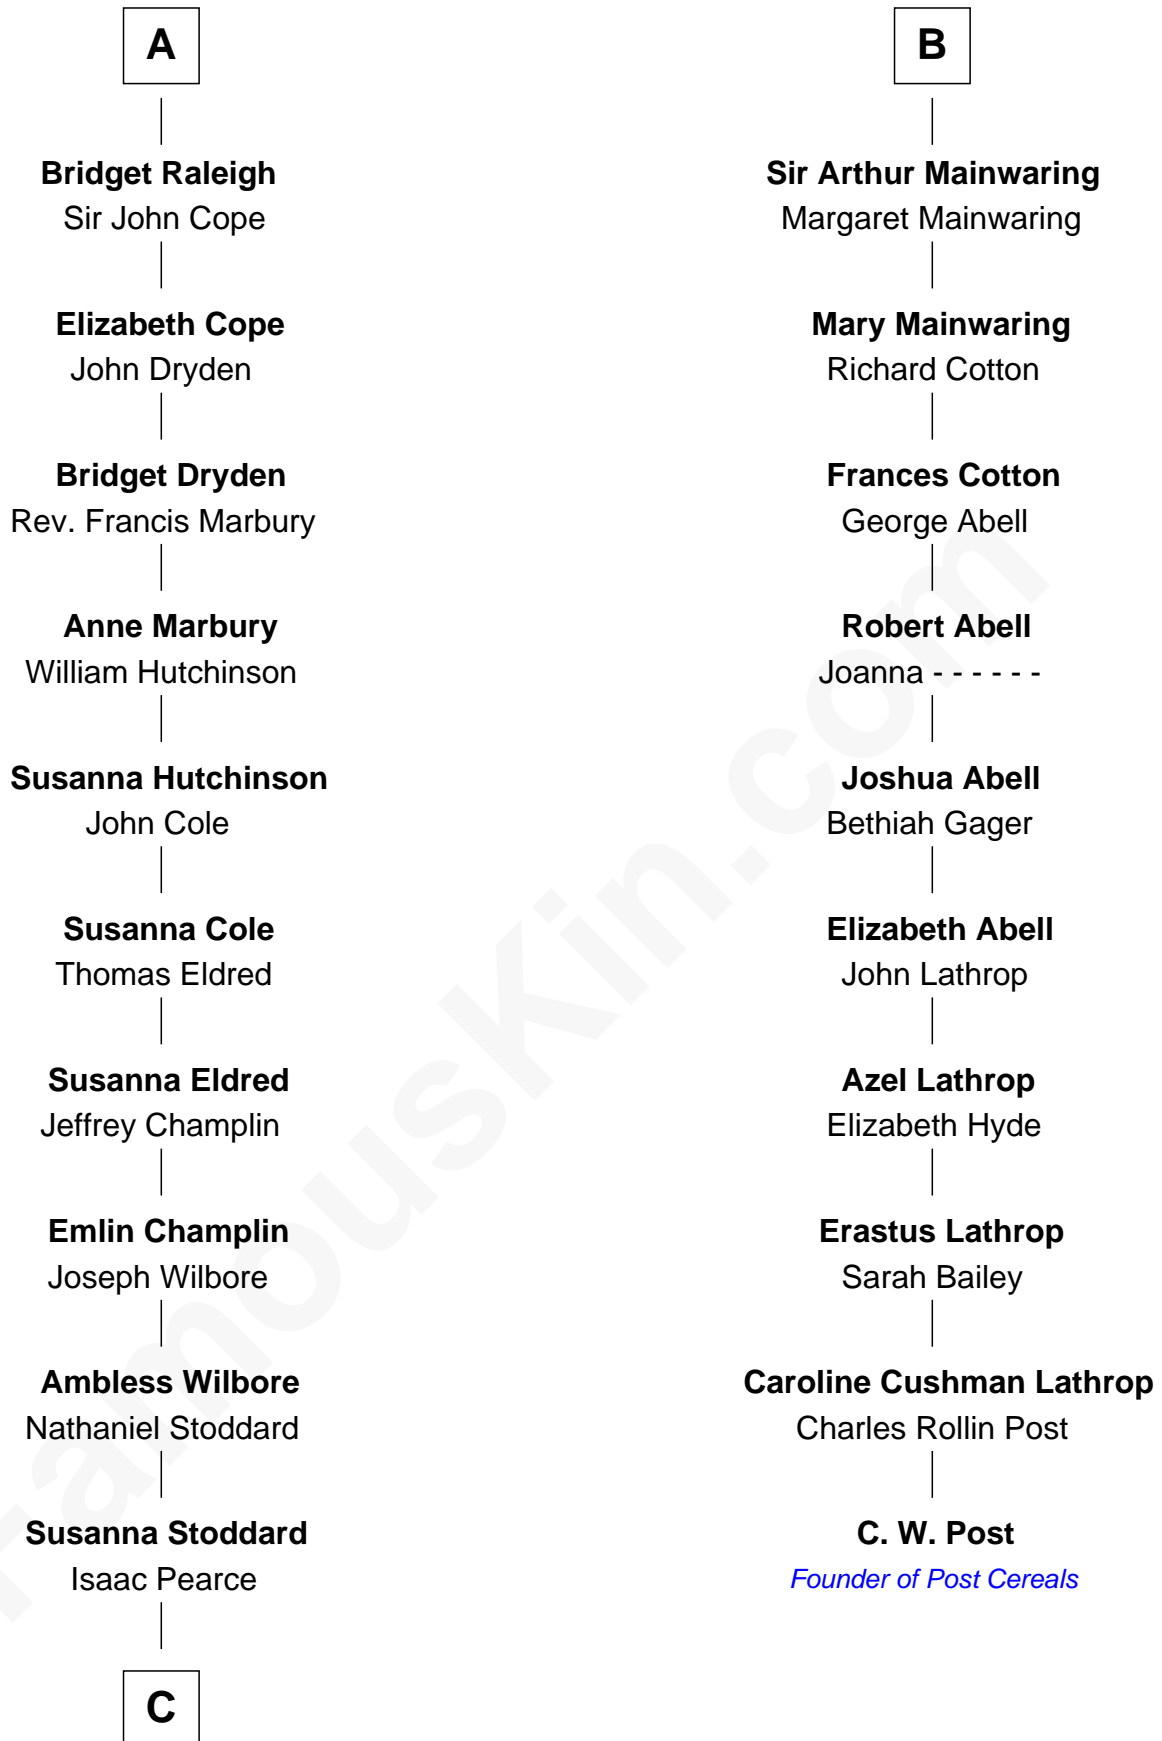 A
Bridget Raleigh
Sir John Cope
Elizabeth Cope
John Dryden
Bridget Dryden
Rev. Francis Marbury
Anne Marbury
William Hutchinson
Susanna Hutchinson
John Cole
Susanna Cole
Thomas Eldred
Susanna Eldred
Jeffrey Champlin
Emlin Champlin
Joseph Wilbore
Ambless Wilbore
Nathaniel Stoddard
Susanna Stoddard
Isaac Pearce
C
B
Sir Arthur Mainwaring
Margaret Mainwaring
Mary Mainwaring
Richard Cotton
Frances Cotton
George Abell
Robert Abell
Joanna - - - - - -
Joshua Abell
Bethiah Gager
Elizabeth Abell
John Lathrop
Azel Lathrop
Elizabeth Hyde
Erastus Lathrop
Sarah Bailey
Caroline Cushman Lathrop
Charles Rollin Post
C. W. Post
Founder of Post Cereals
FamousKin.com